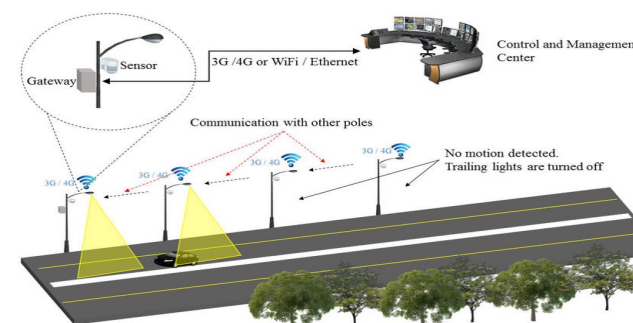 Sensor
Gateway
3G /4G or WiFi / Ethernet
Control and Management
Center
Communication with other poles
3G / 4G
3G / 4G
3G / 4G
3G / 4G
No motion detected.
Trailing lights are turned off